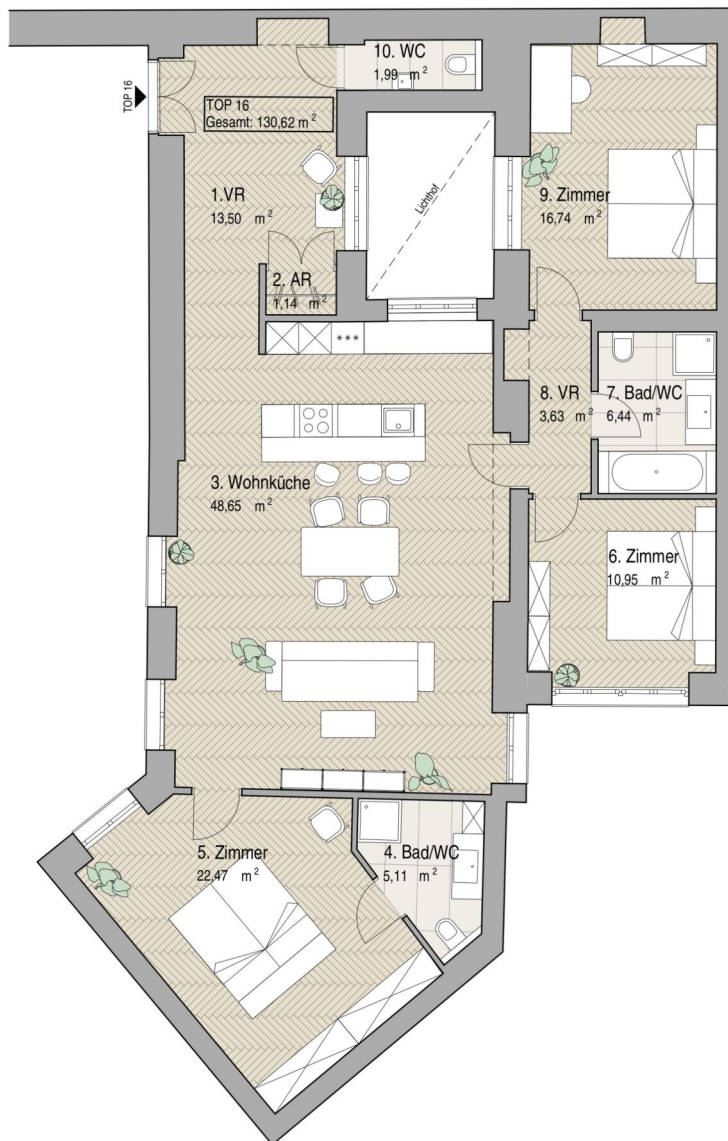 10. WC
1,99 m²
TOP 16
TOP 16
Gesamt: 130,62 m²
Lichthof
1.VR
13,50 m²
9. Zimmer
16,74 m²
2. AR
1,14 m²
8. VR
3,63 m²
7. Bad/WC
6,44 m²
3. Wohnküche
48,65 m²
6. Zimmer
10,95 m²
5. Zimmer
22,47 m²
4. Bad/WC
5,11 m²